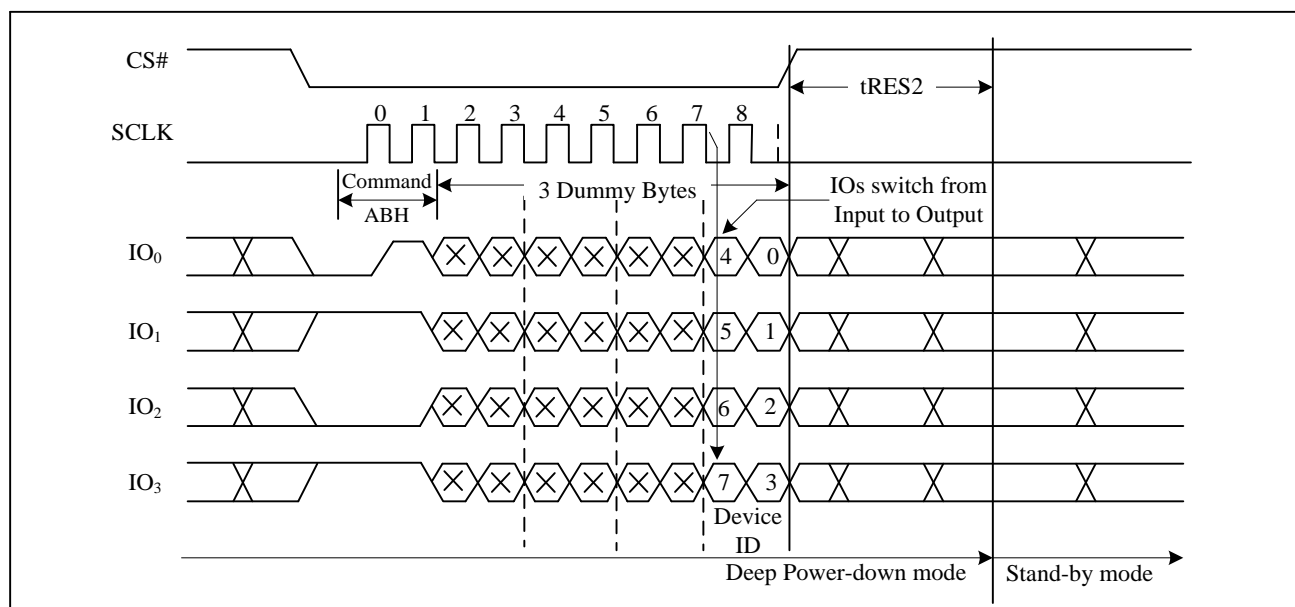 CS#
tRES2
0 1 2 3 4 5 6 7 8
SCLK
Command
ABH
3 Dummy Bytes
IOs switch from
Input to Output
IO0
4 0
IO1
5 1
IO2
6 2
IO3
7 3
Device
ID
Deep Power-down mode
Stand-by mode